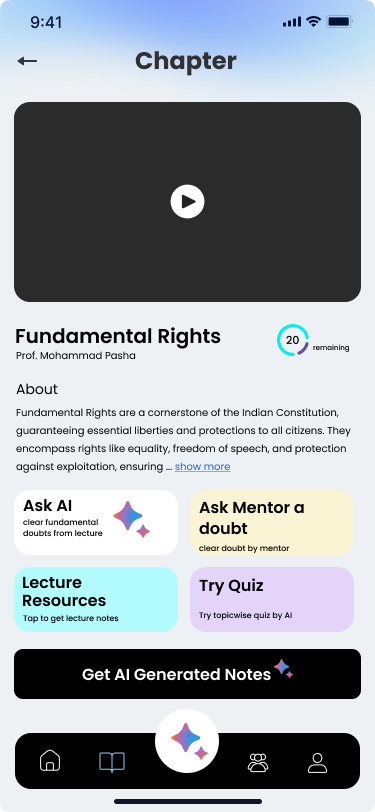 9:41
Chapter
Fundamental Rights
Prof. Mohammad Pasha
20
remaining
About
Fundamental Rights are a cornerstone of the Indian Constitution,
guaranteeing essential liberties and protections to all citizens. They
encompass rights like equality, freedom of speech, and protection
against exploitation, ensuring ... show more
Ask AI
clear fundamental
doubts from lecture
Ask Mentor a
doubt
clear doubt by mentor
Lecture
Resources
Tap to get lecture notes
Try Quiz
Try topicwise quiz by AI
Get AI Generated Notes